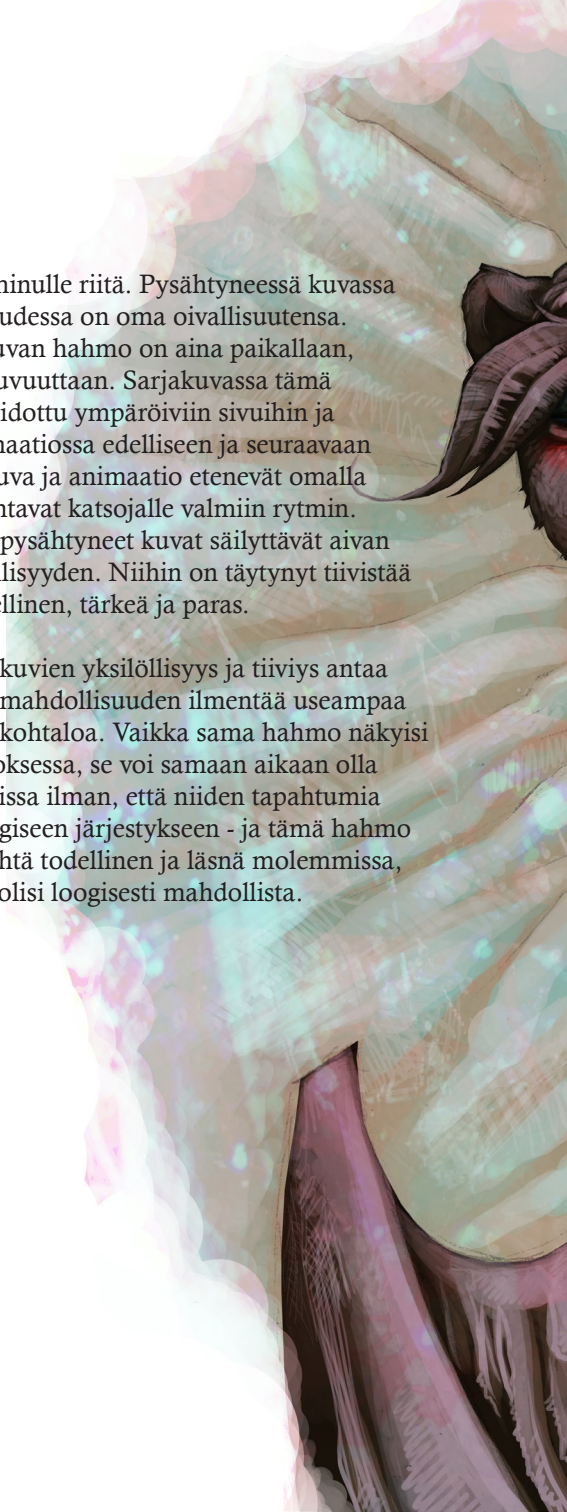 ninulle riitä. Pysähtyneessä kuvassa
udessa on oma oivallisuutensa.
uvan hahmo on aina paikallaan,
uvuuttaan. Sarjakuvassa tämä
idottu ympäröiviin sivuihin ja
naatiossa edelliseen ja seuraavaan
uva ja animaatio etenevät omalla
ntavat katsojalle valmiin rytmin.
pysähtyneet kuvat säilyttävät aivan
llisyyden. Niihin on täytynyt tiivistää
ellinen, tärkeä ja paras.
kuvien yksilöllisyys ja tiiviys antaa
mahdollisuuden ilmentää useampaa
kohtaloa. Vaikka sama hahmo näkyisi
oksessa, se voi samaan aikaan olla
issa ilman, että niiden tapahtumia
giseen järjestykseen - ja tämä hahmo
htä todellinen ja läsnä molemmissa,
olisi loogisesti mahdollista.